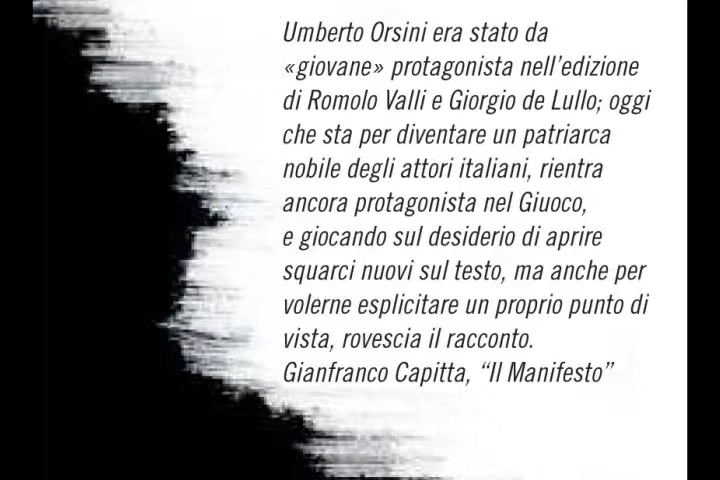 Umberto Orsini era stato da
«giovane» protagonista nell'edizione
di Romolo Valli e Giorgio de Lullo; oggi
che sta per diventare un patriarca
nobile degli attori italiani, rientra
ancora protagonista nel Giuoco,
e giocando sul desiderio di aprire
squarci nuovi sul testo, ma anche per
volerne esplicitare un proprio punto di
vista, rovescia il racconto.
Gianfranco Capitta, “Il Manifesto”